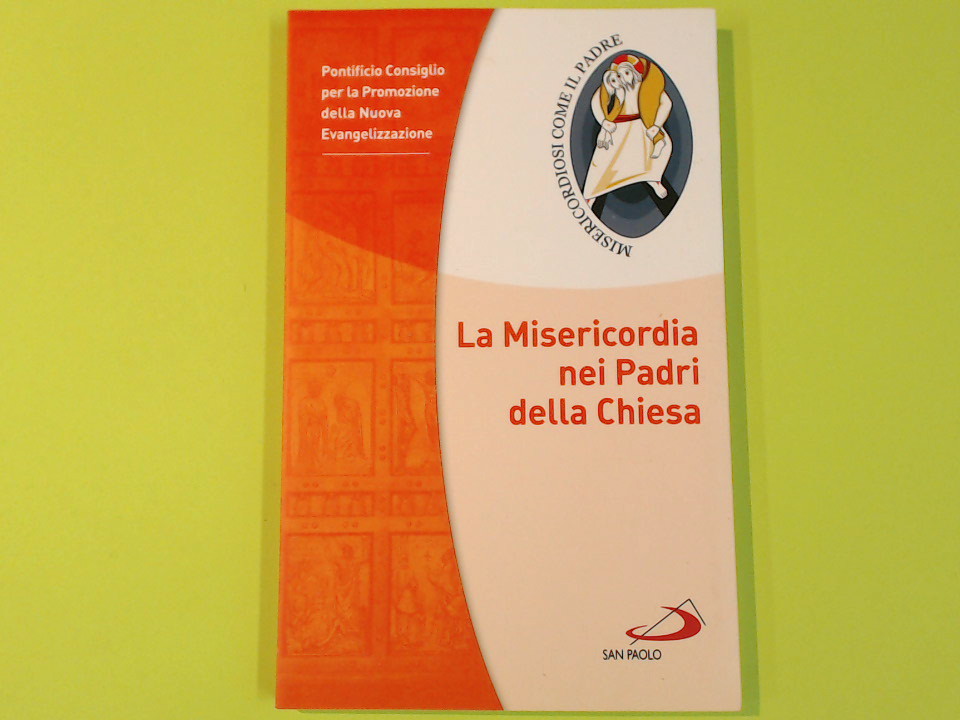 Pontificio Consiglio
per la Promozione
della Nuova
Evangelizzazione
MISERICORDIOSI COME IL PADRE
La Misericordia
nei Padri
della Chiesa
SAN PAOLO